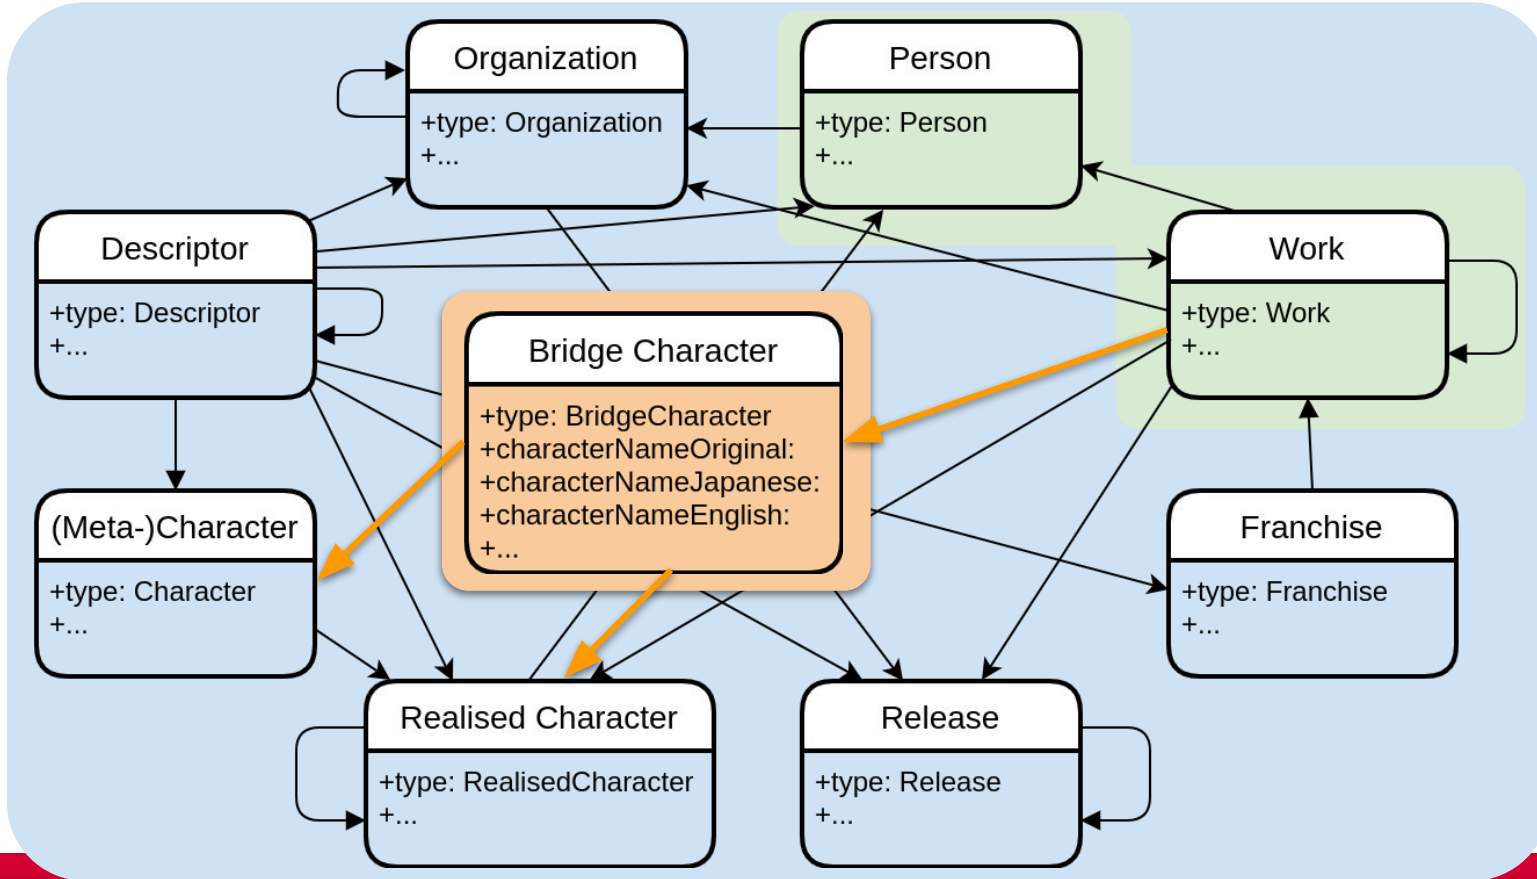 Organization
+type: Organization
+...
Person
+type: Person
+...
Descriptor
+type: Descriptor
+...
Work
+type: Work
+...
Bridge Character
+type: BridgeCharacter
+characterNameOriginal:
+characterNameJapanese:
+characterNameEnglish:
+...
(Meta-)Character
+type: Character
+...
Franchise
+type: Franchise
+...
Realised Character
+type: RealisedCharacter
+...
Release
+type: Release
+...